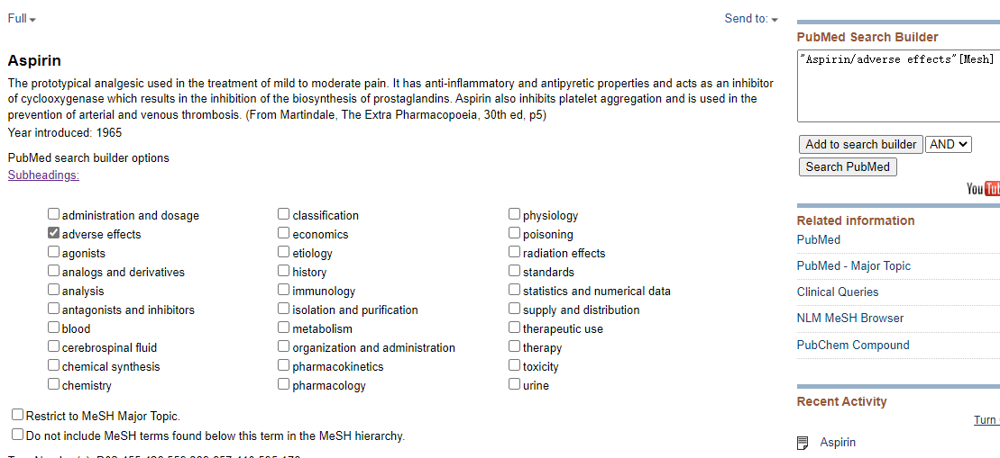 Full
Send to:
Aspirin
The prototypical analgesic used in the treatment of mild to moderate pain. It has anti-inflammatory and antipyretic properties and acts as an inhibitor
of cyclooxygenase which results in the inhibition of the biosynthesis of prostaglandins. Aspirin also inhibits platelet aggregation and is used in the
prevention of arterial and venous thrombosis. (From Martindale, The Extra Pharmacopoeia, 30th ed, p5)
Year introduced: 1965
PubMed search builder options
Subheadings:
administration and dosage
adverse effects
agonists
analogs and derivatives
analysis
antagonists and inhibitors
blood
cerebrospinal fluid
chemical synthesis
chemistry
classification
economics
etiology
history
immunology
isolation and purification
metabolism
organization and administration
pharmacokinetics
pharmacology
physiology
poisoning
radiation effects
standards
statistics and numerical data
supply and distribution
therapeutic use
therapy
toxicity
urine
Restrict to MeSH Major Topic.
Do not include MeSH terms found below this term in the MeSH hierarchy.
PubMed Search Builder
"Aspirin/adverse effects"[Mesh]
Add to search builder AND
Search PubMed
You Tub
Related information
PubMed
PubMed - Major Topic
Clinical Queries
NLM MeSH Browser
PubChem Compound
Recent Activity
Turn
Aspirin